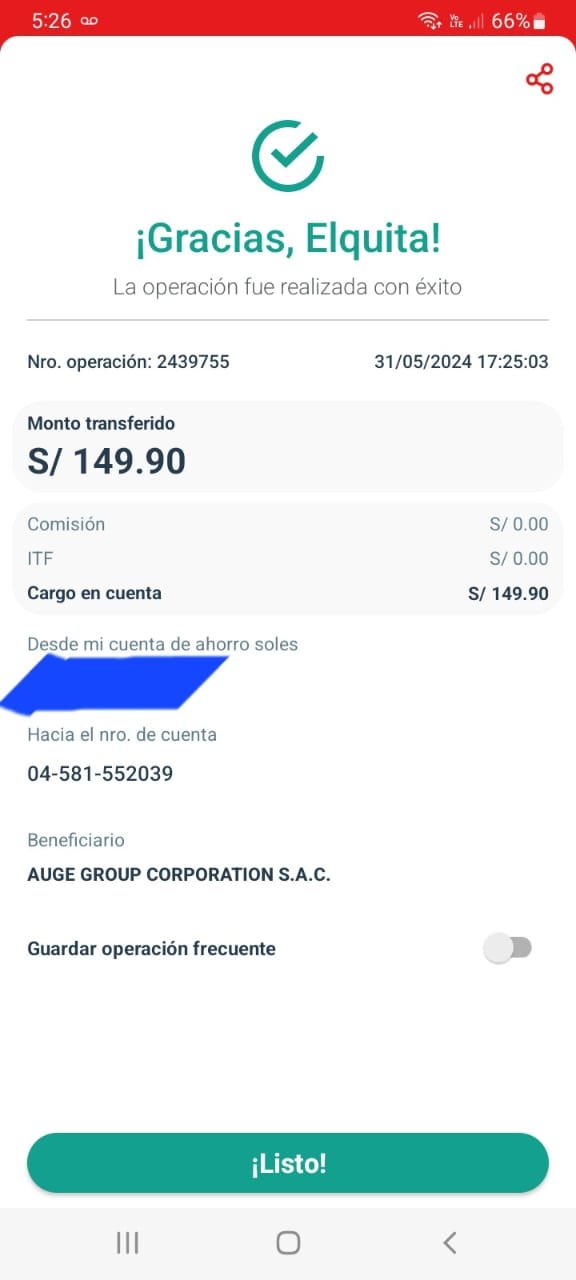 5:26
Vo LTE 66%
¡Gracias, Elquita!
La operación fue realizada con éxito
Nro. operación: 2439755 31/05/2024 17:25:03
Monto transferido
S/ 149.90
Comisión S/ 0.00
ITF S/ 0.00
Cargo en cuenta S/ 149.90
Desde mi cuenta de ahorro soles
Hacia el nro. de cuenta
04-581-552039
Beneficiario
AUGE GROUP CORPORATION S.A.C.
Guardar operación frecuente
¡Listo!